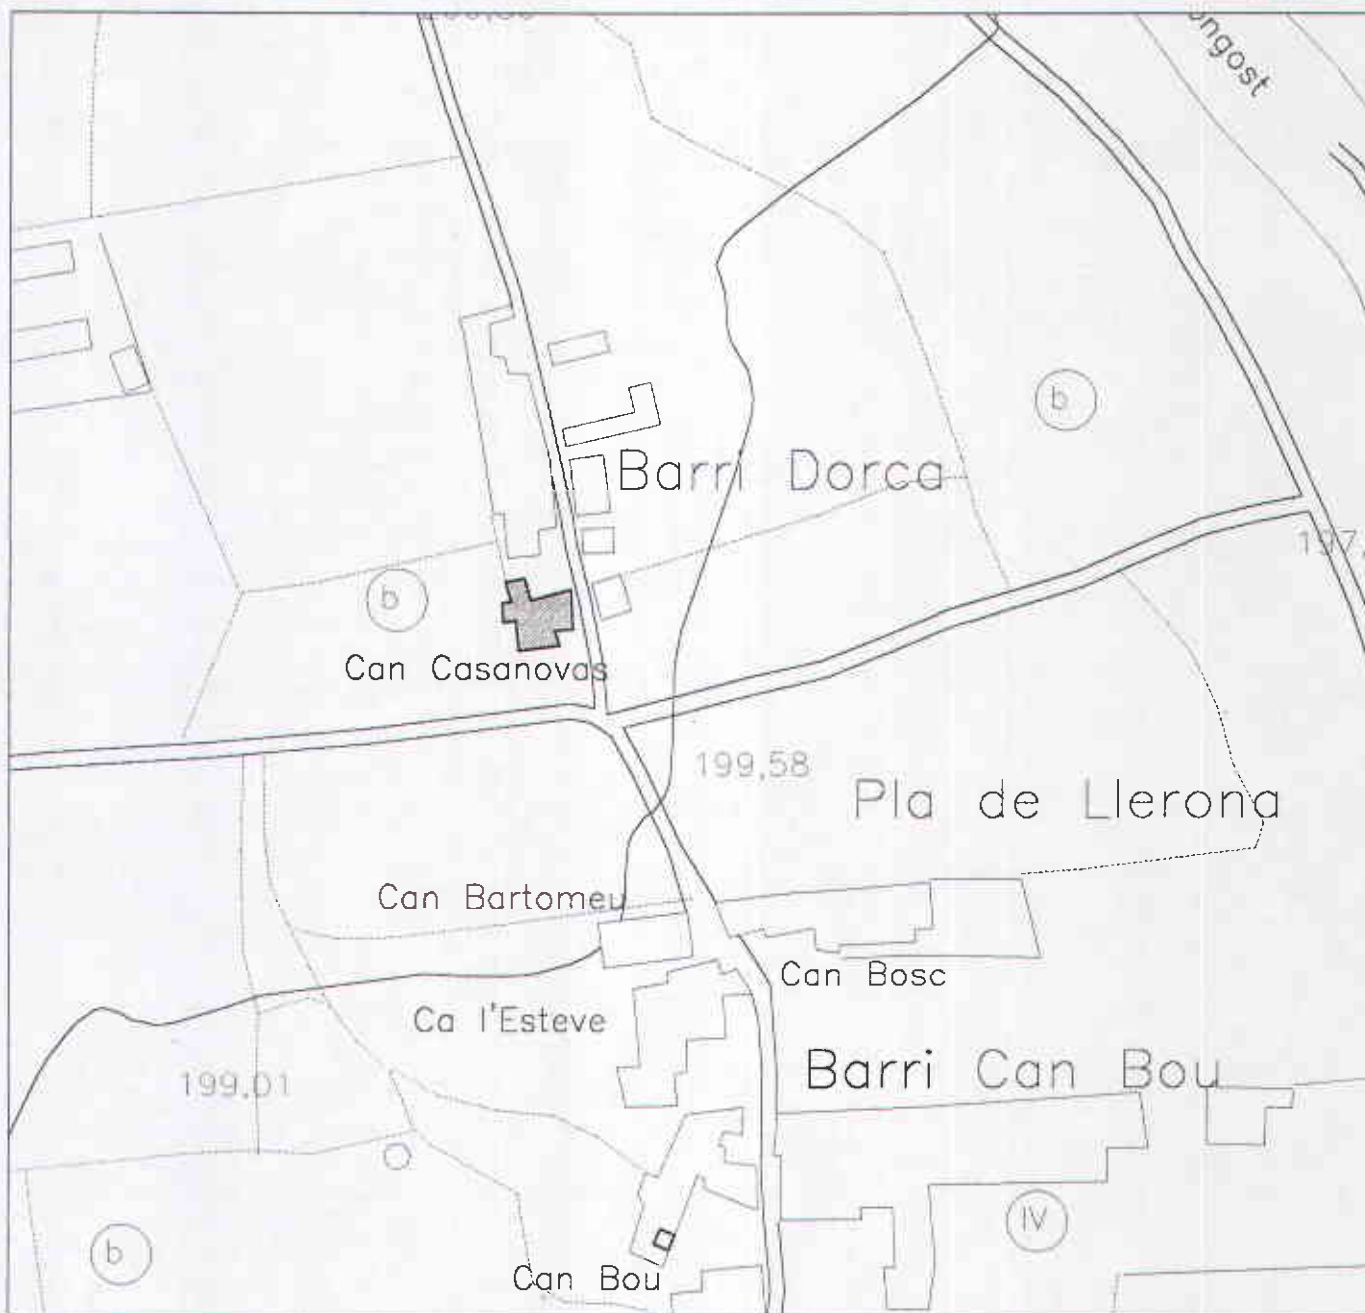 ongost
b
Barri Dorca
b
Can Casanovas
199,58
Pla de Llerona
Can Bartomeu
Can Bosc
Ca l'Esteve
Barri Can Bou
199,01
IV
b
Can Bou